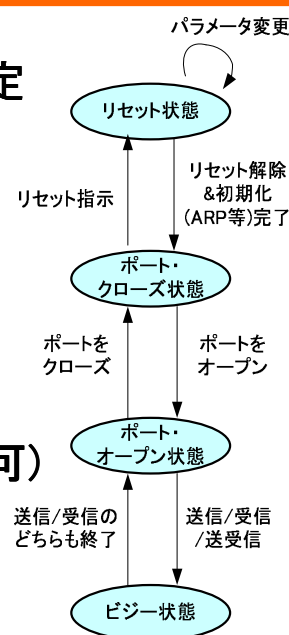 パラメータ変更
定
リセット状態
リセット指示
リセット解除
&初期化
(ARP等)完了
ポート・
クローズ状態
ポートを
クローズ
ポートを
オープン
ポート・
オープン状態
可)
送信/受信の
どちらも終了
送信/受信
/送受信
ビジー状態